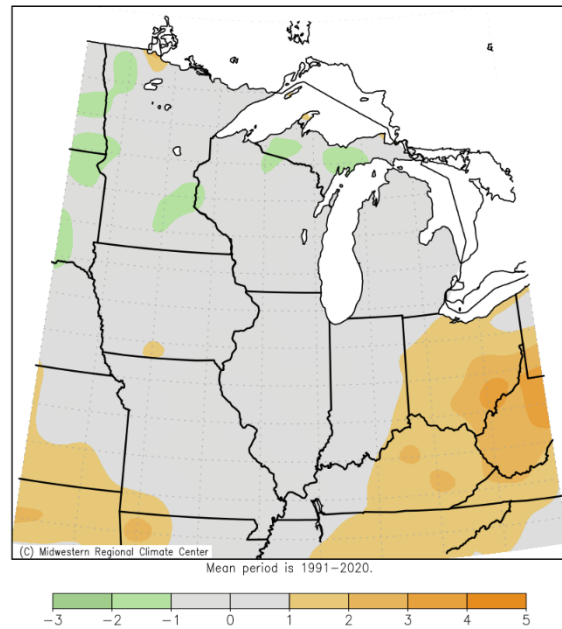 (C) Midwestern Regional Climate Center
Mean period is 1991-2020.
-3 -2 -1 0 1 2 3 4 5